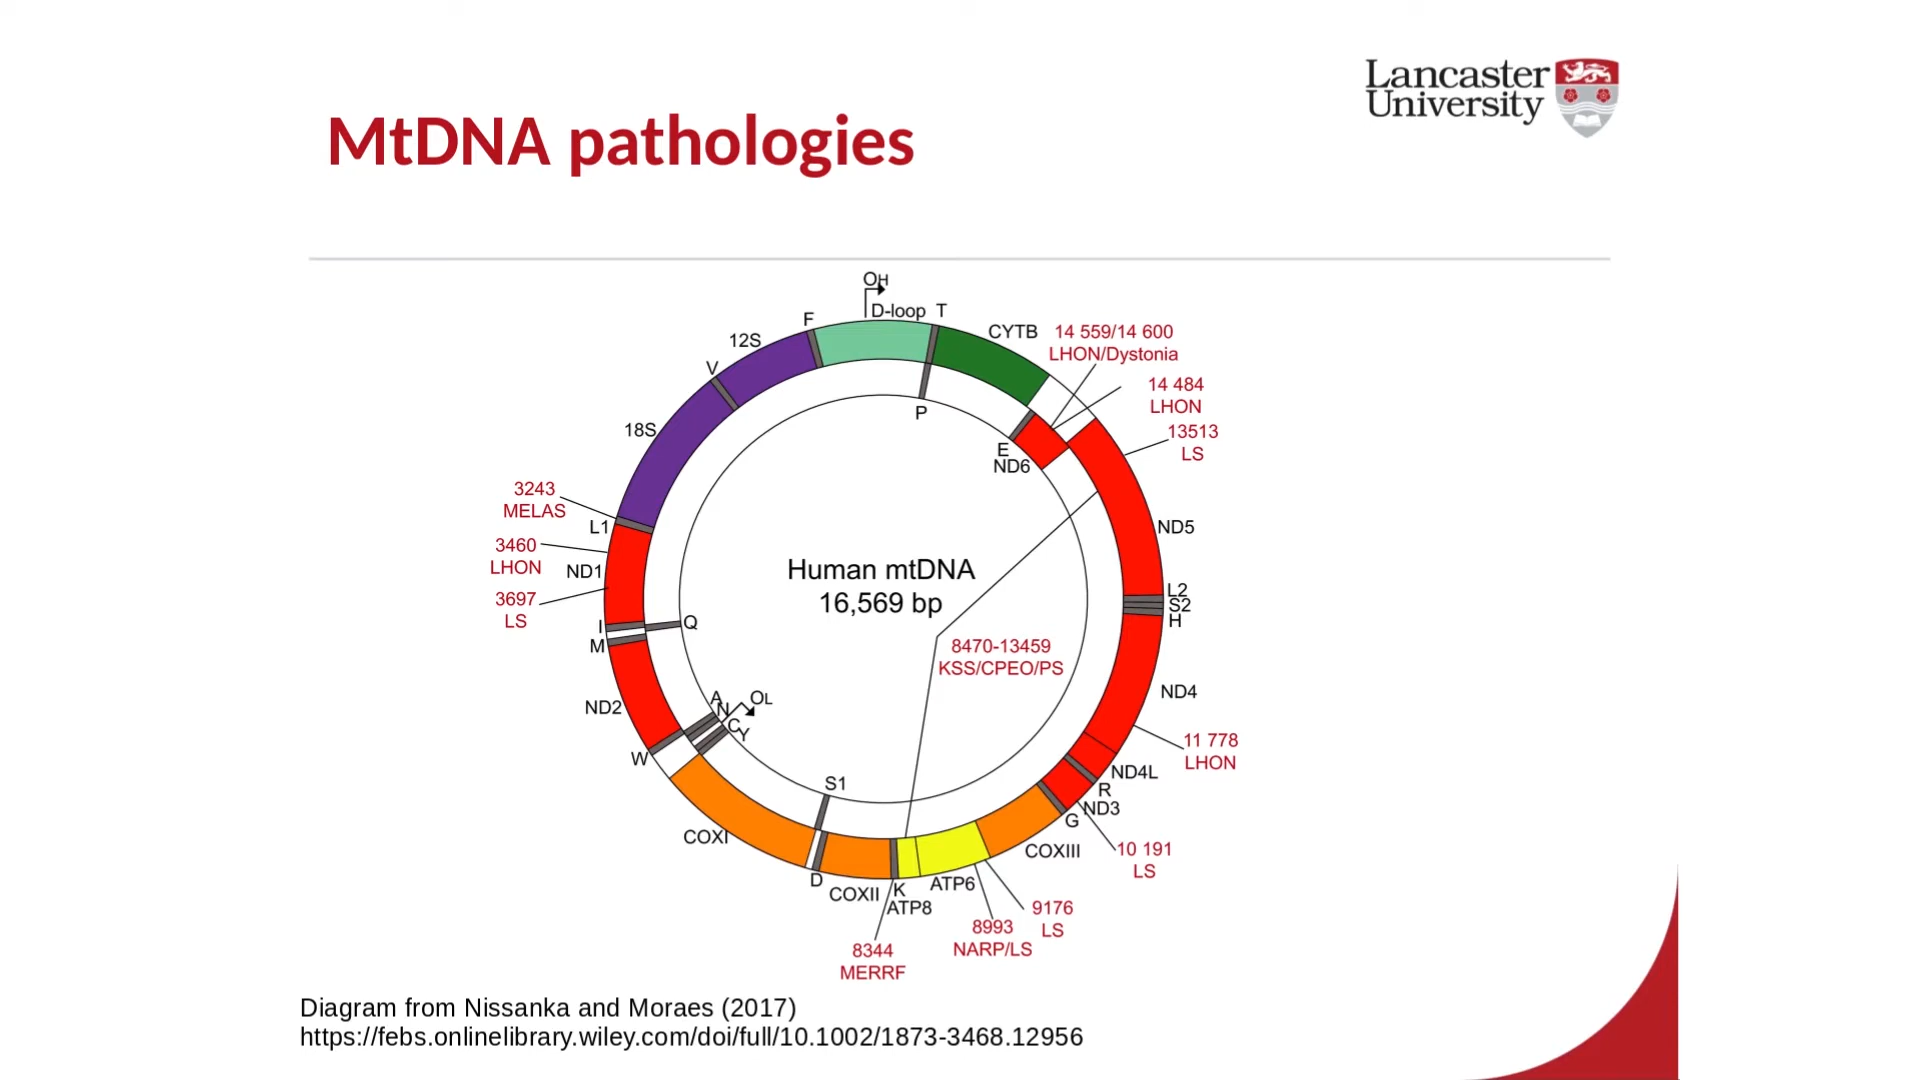 Lancaster
University
MtDNA pathologies
OH
D-loop
T
F
12S
V
18S
CYTB
14 559/14 600
LHON/Dystonia
14 484
LHON
13513
LS
P
E
ND6
3243
MELAS
L1
3460
LHON
ND1
3697
LS
I
M
Q
ND5
L2
S2
H
Human mtDNA
16,569 bp
8470-13459
KSS/CPEO/PS
ND4
ND2
A
N
OL
C
Y
W
11 778
LHON
ND4L
R
ND3
G
S1
COXI
COXIII
10 191
LS
D
COXII
K
ATP8
ATP6
9176
LS
8993
NARP/LS
8344
MERRF
Diagram from Nissanka and Moraes (2017)
https://febs.onlinelibrary.wiley.com/doi/full/10.1002/1873-3468.12956